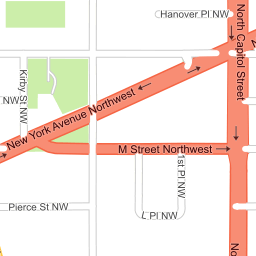 Hanover Pl NW
North Capitol Street
Kirby St NW
NW
New York Avenue Northwest
M Street Northwest
1st Pl NW
Pierce St NW
L Pl NW
No